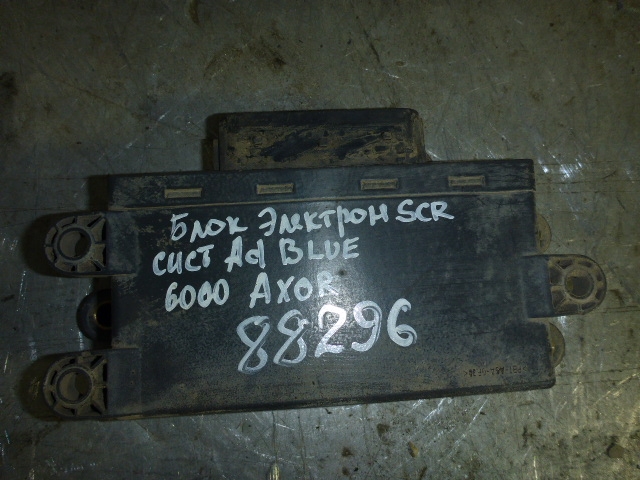 Блок Электрон SCR
сист Ad BLUE
6000 AXOR
88296